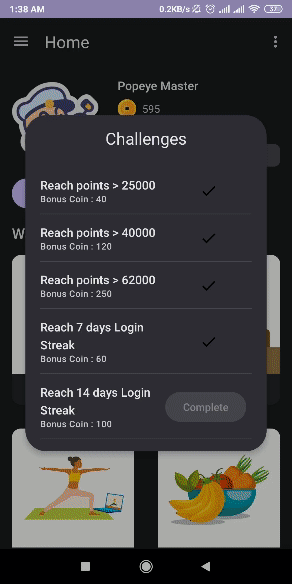 1:38 AM
0.2KB/s
37
Home
Popeye Master
595
Challenges
Reach points > 25000
Bonus Coin : 40
Reach points > 40000
Bonus Coin : 120
Reach points > 62000
Bonus Coin : 250
Reach 7 days Login
Streak
Bonus Coin : 60
Reach 14 days Login
Streak
Bonus Coin : 100
Complete
W